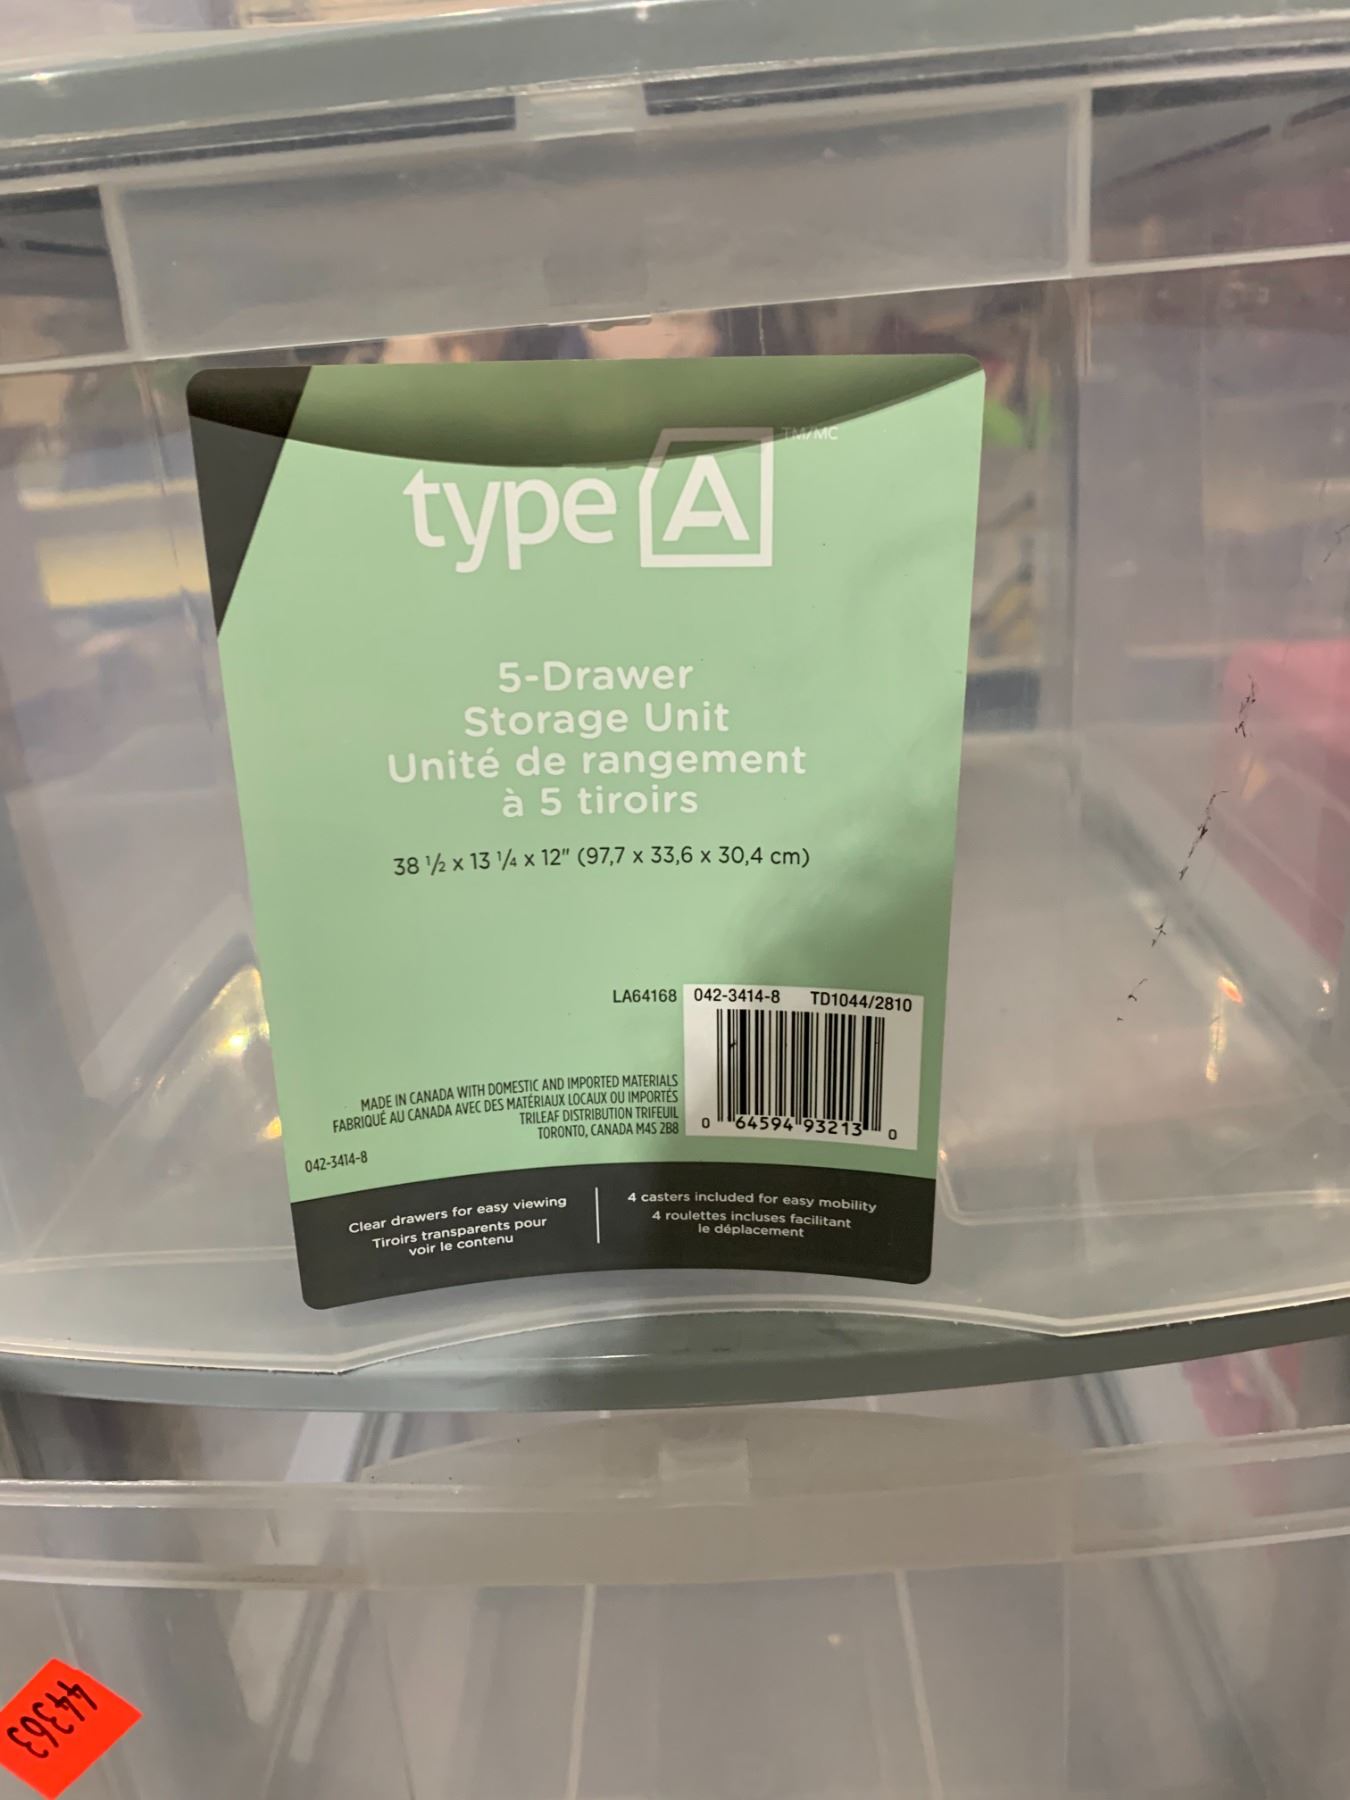 type A TM/MC
5-Drawer
Storage Unit
Unité de rangement
à 5 tiroirs
38 1/2 x 13 1/4 x 12" (97,7 x 33,6 x 30,4 cm)
LA64168
042-3414-8 TD1044/2810
0 64594 93213 0
MADE IN CANADA WITH DOMESTIC AND IMPORTED MATERIALS
FABRIQUÉ AU CANADA AVEC DES MATÉRIAUX LOCAUX OU IMPORTÉS
TRILEAF DISTRIBUTION TRIFEUIL
TORONTO, CANADA M4S 2B8
042-3414-8
Clear drawers for easy viewing
Tiroirs transparents pour
voir le contenu
4 casters included for easy mobility
4 roulettes incluses facilitant
le déplacement
44363